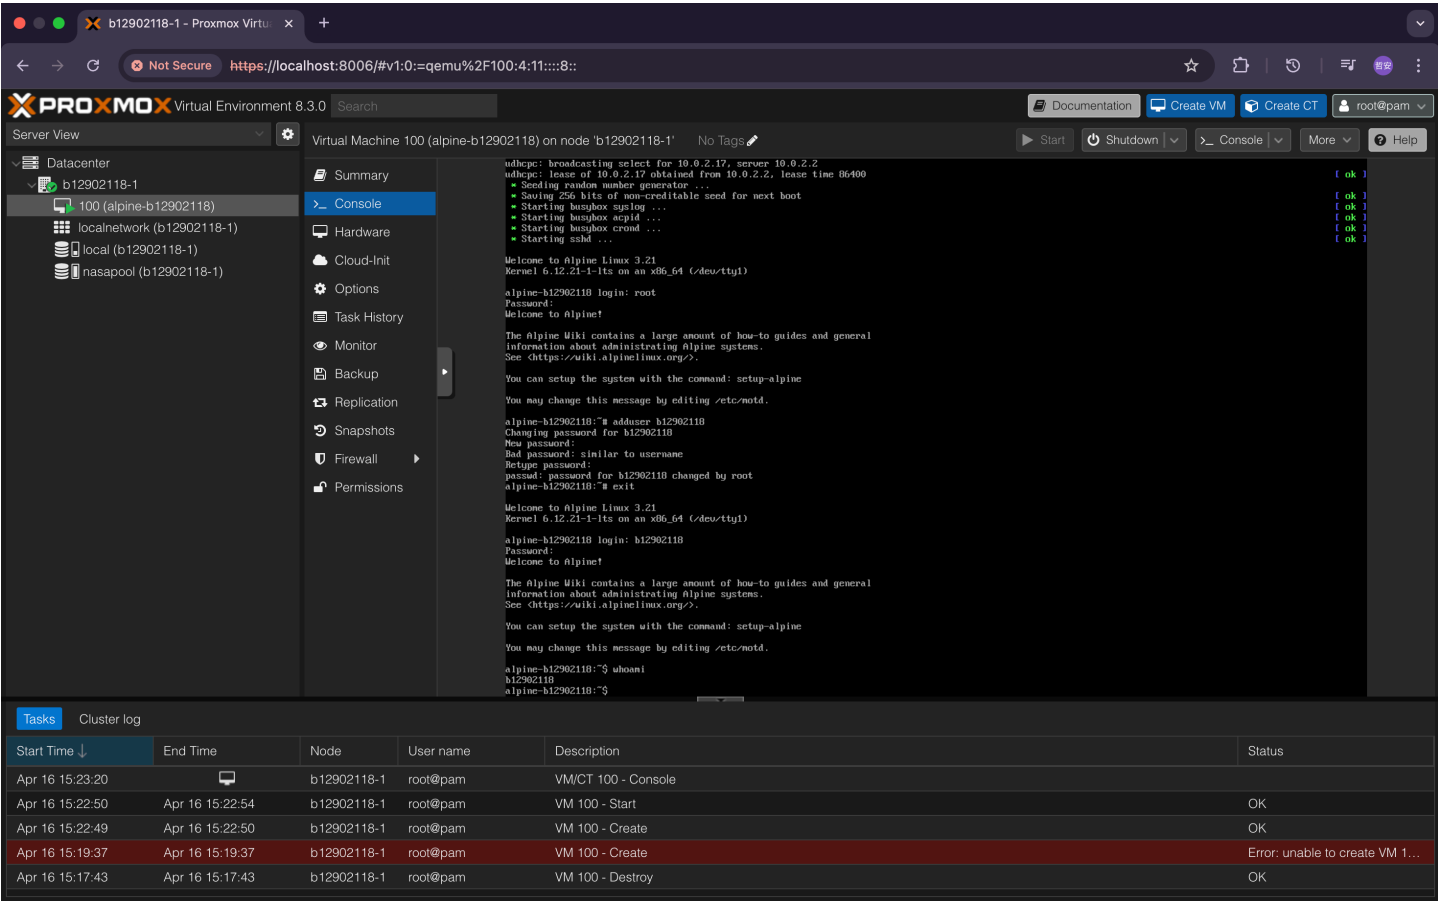 b12902118-1 - Proxmox Virtu
Not Secure https://localhost:8006/#v1:0:=qemu%2F100:4:11::::8::
哲安
PROXMOX Virtual Environment 8.3.0 Search
Documentation Create VM Create CT root@pam
Server View
Virtual Machine 100 (alpine-b12902118) on node 'b12902118-1' No Tags
Start Shutdown Console More Help
Datacenter
b12902118-1
100 (alpine-b12902118)
localnetwork (b12902118-1)
local (b12902118-1)
nasapool (b12902118-1)
Summary
Console
Hardware
Cloud-Init
Options
Task History
Monitor
Backup
Replication
Snapshots
Firewall
Permissions
udhcpc: broadcasting select for 10.0.2.17, server 10.0.2.2
udhcpc: lease of 10.0.2.17 obtained from 10.0.2.2, lease time 86400 [ ok ]
* Seeding random number generator ...
* Saving 256 bits of non-creditable seed for next boot [ ok ]
* Starting busybox syslog ... [ ok ]
* Starting busybox acpid ... [ ok ]
* Starting busybox crond ... [ ok ]
* Starting sshd ... [ ok ]
Welcome to Alpine Linux 3.21
Kernel 6.12.21-1-lts on an x86_64 (/dev/tty1)
alpine-b12902118 login: root
Password:
Welcome to Alpine!
The Alpine Wiki contains a large amount of how-to guides and general
information about administrating Alpine systems.
See <https://wiki.alpinelinux.org/>.
You can setup the system with the command: setup-alpine
You may change this message by editing /etc/motd.
alpine-b12902118:~# adduser b12902118
Changing password for b12902118
New password:
Bad password: similar to username
Retype password:
passwd: password for b12902118 changed by root
alpine-b12902118:~# exit
Welcome to Alpine Linux 3.21
Kernel 6.12.21-1-lts on an x86_64 (/dev/tty1)
alpine-b12902118 login: b12902118
Password:
Welcome to Alpine!
The Alpine Wiki contains a large amount of how-to guides and general
information about administrating Alpine systems.
See <https://wiki.alpinelinux.org/>.
You can setup the system with the command: setup-alpine
You may change this message by editing /etc/motd.
alpine-b12902118:~$ whoami
b12902118
alpine-b12902118:~$
Tasks Cluster log
Start Time End Time Node User name Description Status
Apr 16 15:23:20 b12902118-1 root@pam VM/CT 100 - Console
Apr 16 15:22:50 Apr 16 15:22:54 b12902118-1 root@pam VM 100 - Start OK
Apr 16 15:22:49 Apr 16 15:22:50 b12902118-1 root@pam VM 100 - Create OK
Apr 16 15:19:37 Apr 16 15:19:37 b12902118-1 root@pam VM 100 - Create Error: unable to create VM 1...
Apr 16 15:17:43 Apr 16 15:17:43 b12902118-1 root@pam VM 100 - Destroy OK